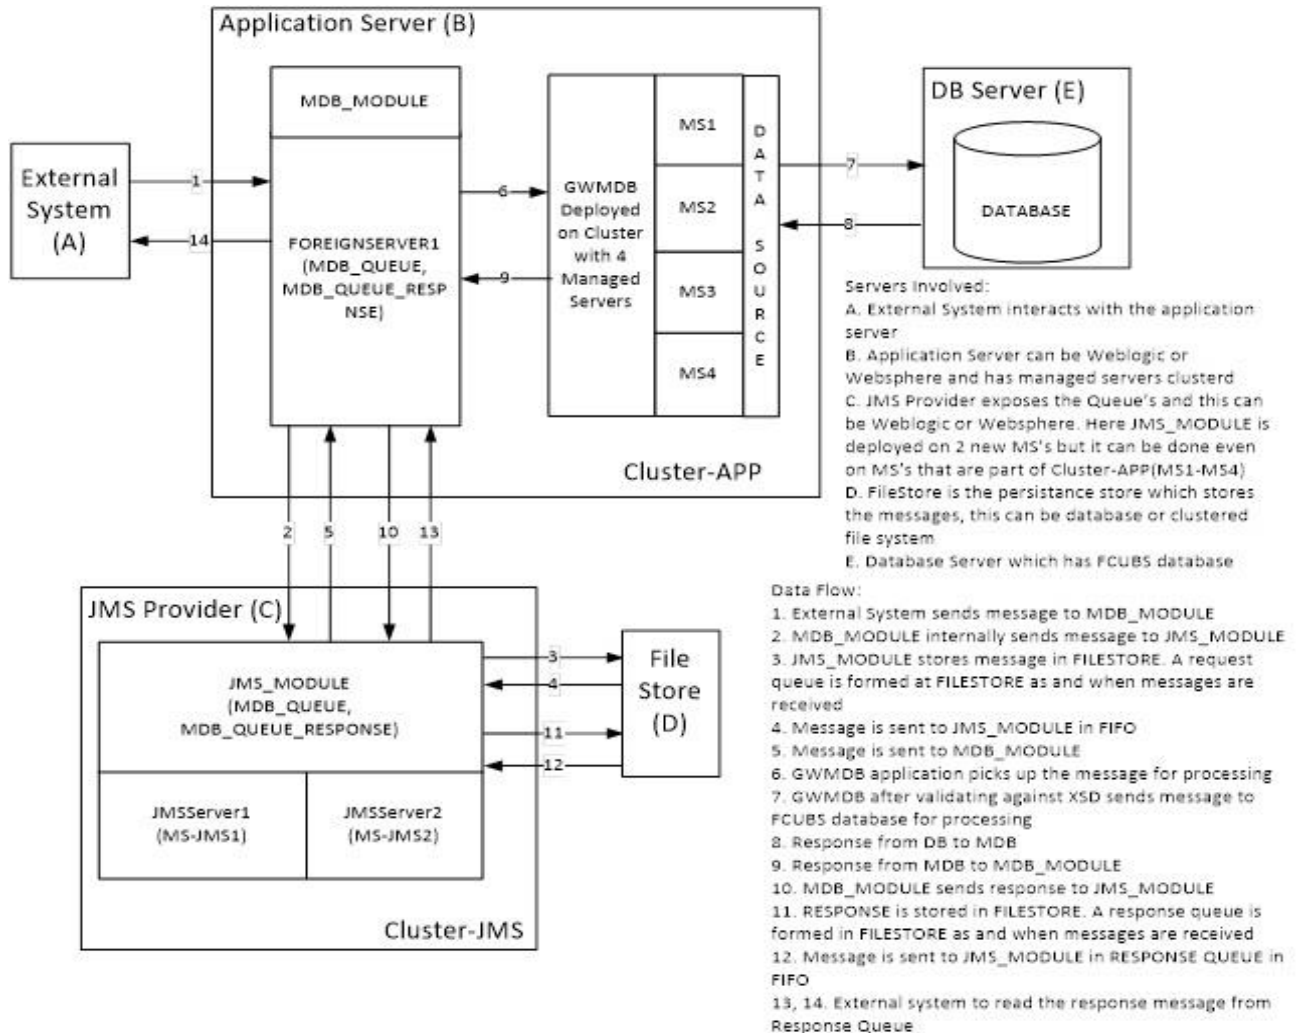 Application Server (B)
MDB_MODULE
External
System
(A)
1
14
FOREIGNSERVER1
(MDB_QUEUE,
MDB_QUEUE_RESPO
NSE)
6
9
GWMDB
Deployed
on Cluster
with 4
Managed
Servers
MS1
MS2
MS3
MS4
D
A
T
A
S
O
U
R
C
E
7
8
DB Server (E)
DATABASE
Cluster-APP
2
5
10
13
Servers Involved:
A. External System interacts with the application
server
B. Application Server can be Weblogic or
Websphere and has managed servers clusterd
C. JMS Provider exposes the Queue's and this can
be Weblogic or Websphere. Here JMS_MODULE is
deployed on 2 new MS's but it can be done even
on MS's that are part of Cluster-APP(MS1-MS4)
D. FileStore is the persistance store which stores
the messages, this can be database or clustered
file system
E. Database Server which has FCUBS database
JMS Provider (C)
JMS_MODULE
(MDB_QUEUE,
MDB_QUEUE_RESPONSE)
JMSServer1
(MS-JMS1)
JMSServer2
(MS-JMS2)
Cluster-JMS
3
4
11
12
File
Store
(D)
Data Flow:
1. External System sends message to MDB_MODULE
2. MDB_MODULE internally sends message to JMS_MODULE
3. JMS_MODULE stores message in FILESTORE. A request
queue is formed at FILESTORE as and when messages are
received
4. Message is sent to JMS_MODULE in FIFO
5. Message is sent to MDB_MODULE
6. GWMDB application picks up the message for processing
7. GWMDB after validating against XSD sends message to
FCUBS database for processing
8. Response from DB to MDB
9. Response from MDB to MDB_MODULE
10. MDB_MODULE sends response to JMS_MODULE
11. RESPONSE is stored in FILESTORE. A response queue is
formed in FILESTORE as and when messages are received
12. Message is sent to JMS_MODULE in RESPONSE QUEUE in
FIFO
13, 14. External system to read the response message from
Response Queue